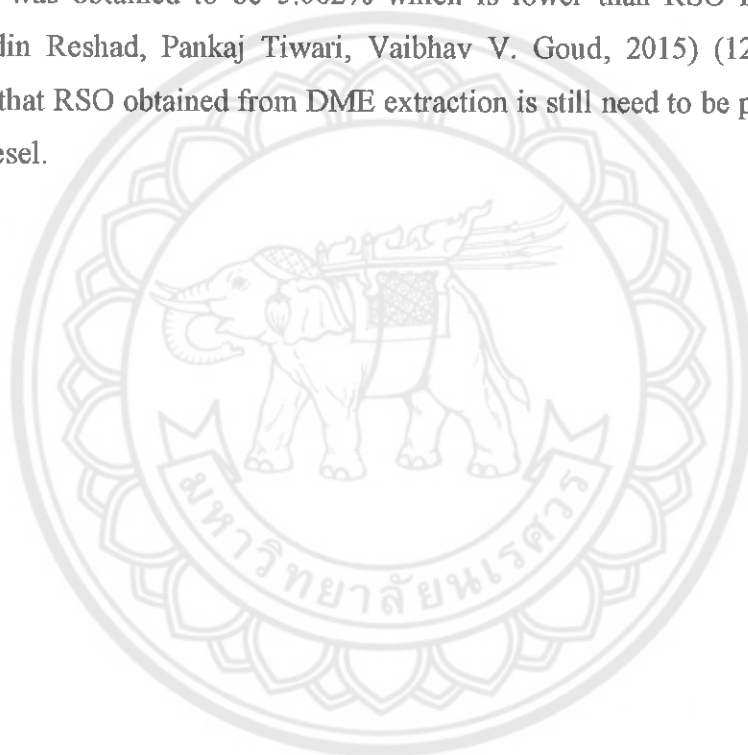 was obtained to be 5.662% which is lower than RSO
din Reshad, Pankaj Tiwari, Vaibhav V. Goud, 2015) (12
that RSO obtained from DME extraction is still need to be p
esel.
มหาวิทยาลัยนเรศวร